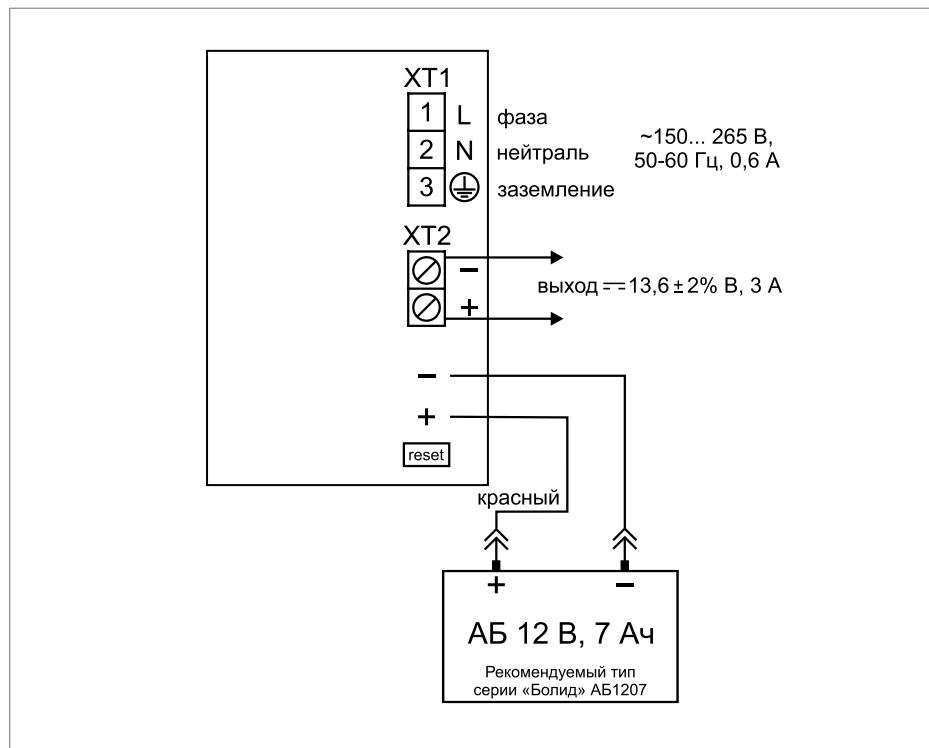 XT1
1 L фаза
2 N нейтраль
3 заземление
~150... 265 В,
50-60 Гц, 0,6 А
XT2
−
+
выход 13,6 ± 2% В, 3 А
−
+
reset
красный
+ −
АБ 12 В, 7 Ач
Рекомендуемый тип
серии «Болид» АБ1207